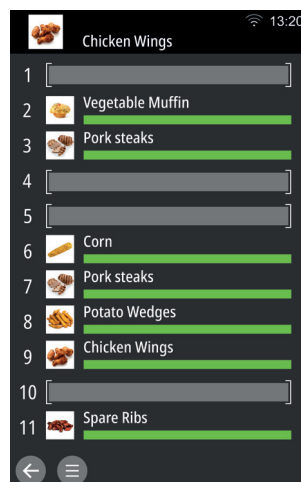 13:20
Chicken Wings
1
2 Vegetable Muffin
3 Pork steaks
4
5
6 Corn
7 Pork steaks
8 Potato Wedges
9 Chicken Wings
10
11 Spare Ribs